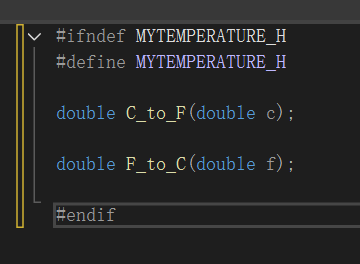 #ifndef MYTEMPERATURE_H
#define MYTEMPERATURE_H
double C_to_F(double c);
double F_to_C(double f);
#endif